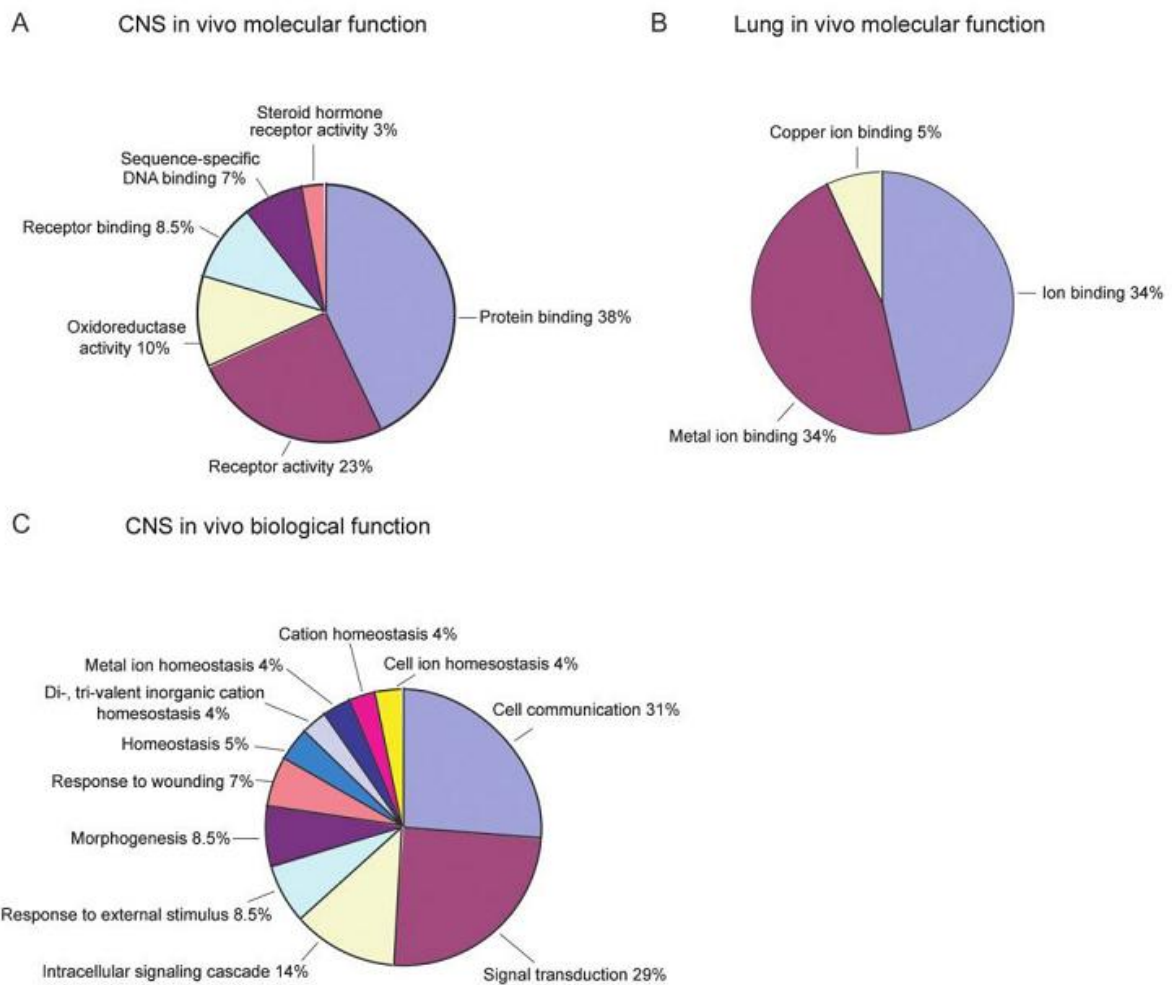 A
CNS in vivo molecular function
Steroid hormone
receptor activity 3%
Sequence-specific
DNA binding 7%
Receptor binding 8.5%
Oxidoreductase
activity 10%
Protein binding 38%
Receptor activity 23%
B
Lung in vivo molecular function
Copper ion binding 5%
Ion binding 34%
Metal ion binding 34%
C
CNS in vivo biological function
Cation homeostasis 4%
Metal ion homeostasis 4%
Cell ion homesostasis 4%
Di-, tri-valent inorganic cation
homesostasis 4%
Cell communication 31%
Homeostasis 5%
Response to wounding 7%
Morphogenesis 8.5%
Response to external stimulus 8.5%
Intracellular signaling cascade 14%
Signal transduction 29%